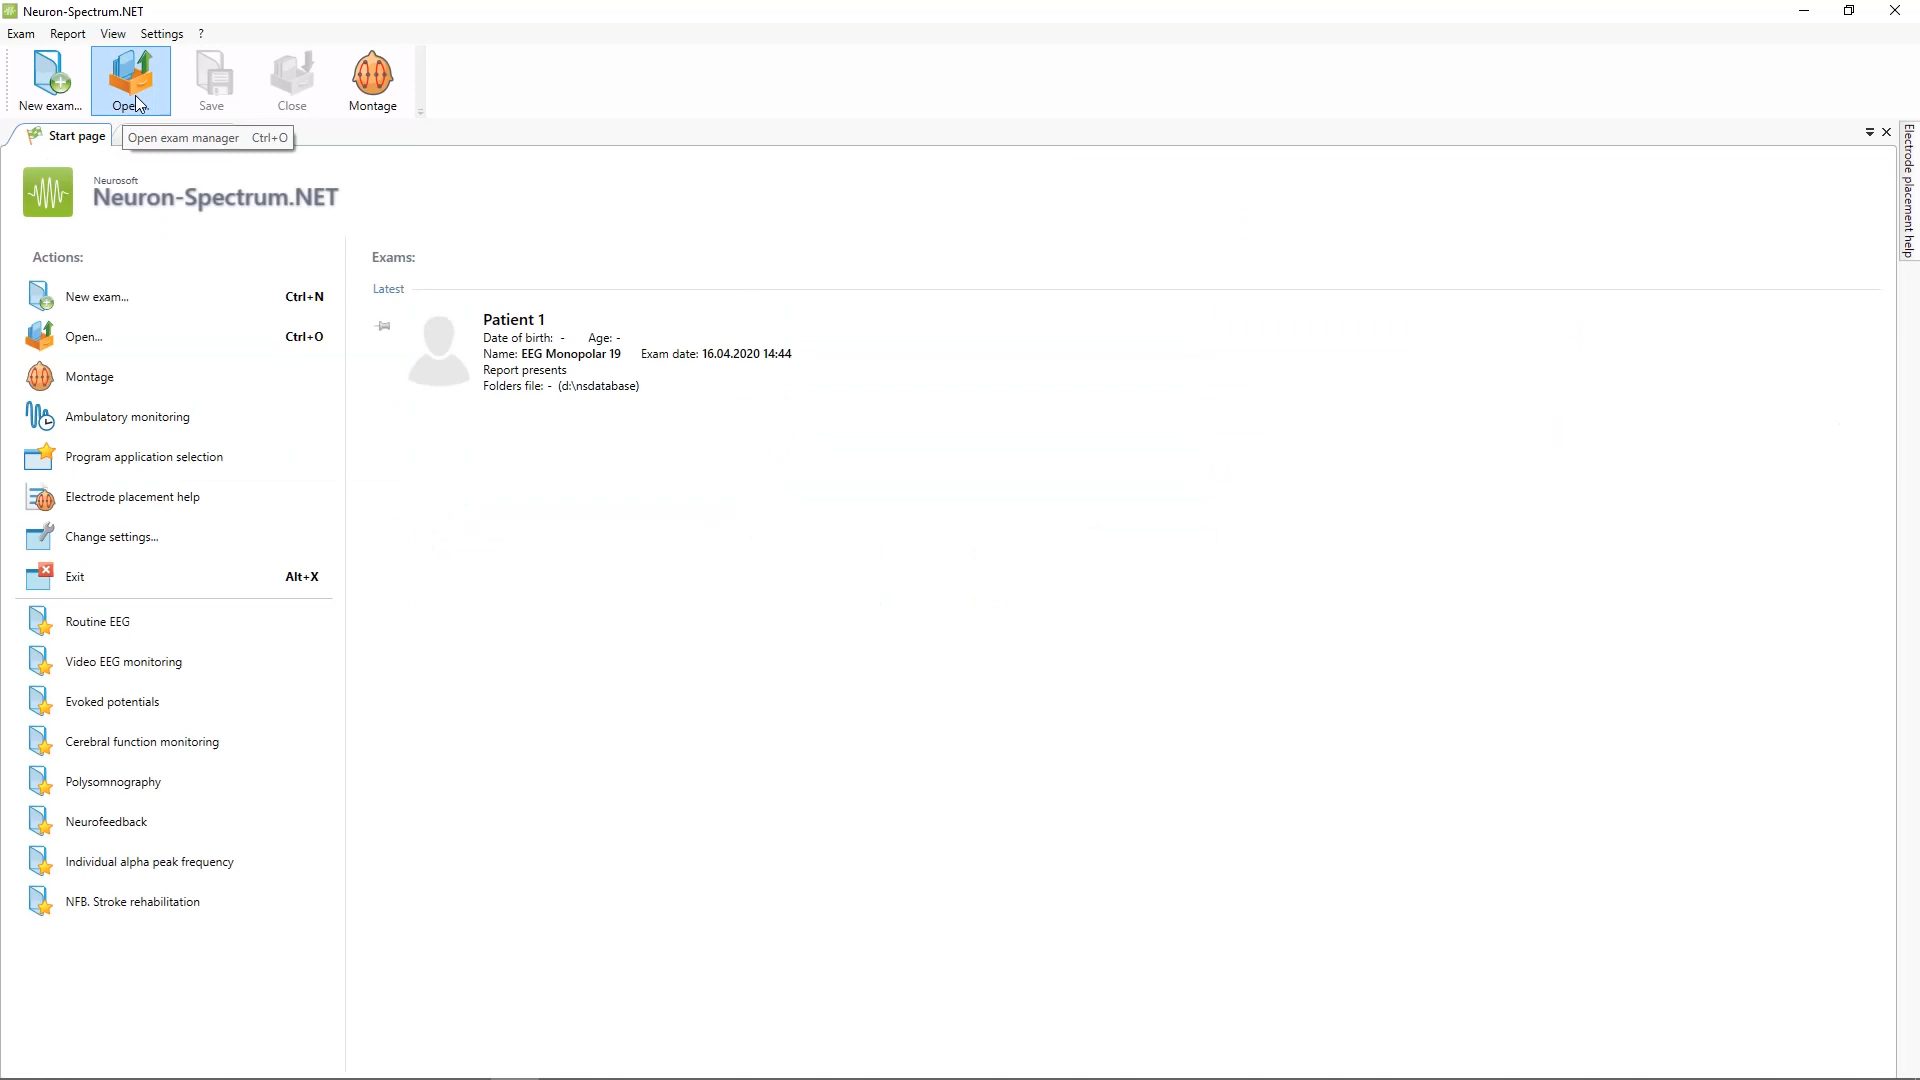 Neuron-Spectrum.NET
Exam Report View Settings ?
New exam... Save Close Montage
Start page Open exam manager Ctrl+O
Electrode placement help
Neurosoft
Neuron-Spectrum.NET
Actions:
New exam... Ctrl+N
Open... Ctrl+O
Montage
Ambulatory monitoring
Program application selection
Electrode placement help
Change settings...
Exit Alt+X
Routine EEG
Video EEG monitoring
Evoked potentials
Cerebral function monitoring
Polysomnography
Neurofeedback
Individual alpha peak frequency
NFB. Stroke rehabilitation
Exams:
Latest
Patient 1
Date of birth: - Age: -
Name: EEG Monopolar 19 Exam date: 16.04.2020 14:44
Report presents
Folders file: - (d:\nsdatabase)